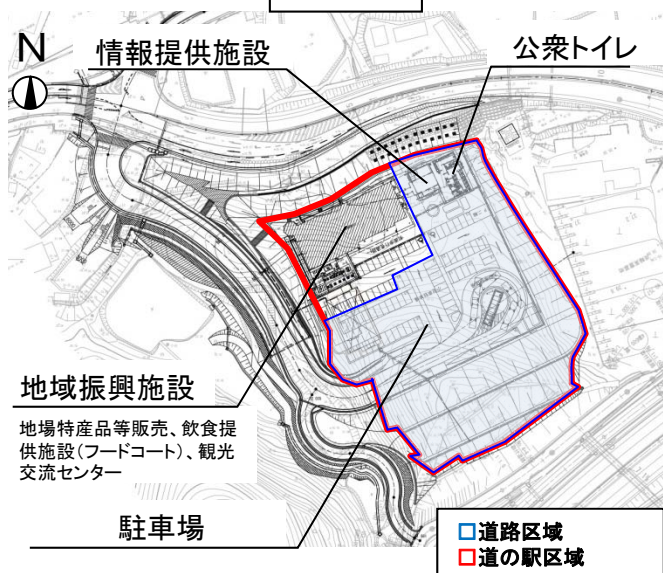 N
情報提供施設
公衆トイレ
地域振興施設
地場特産品等販売、飲食提
供施設(フードコート)、観光
交流センター
駐車場
道路区域
道の駅区域